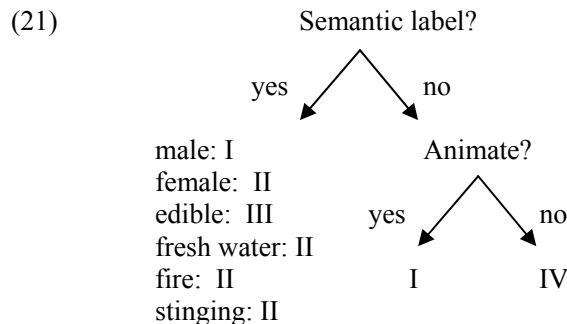 (21) Semantic label?
yes no
male: I Animate?
female: II
edible: III yes no
fresh water: II
fire: II I IV
stinging: II